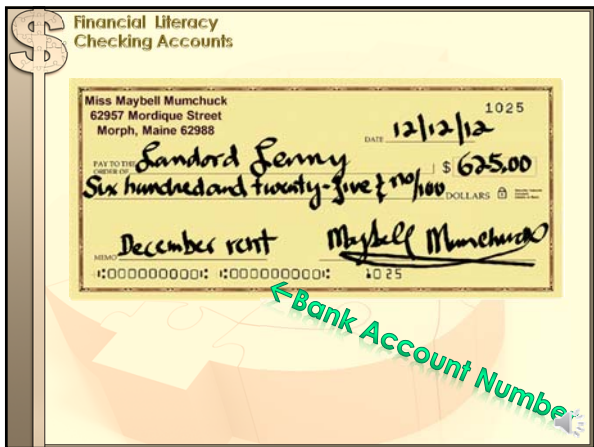 Financial Literacy
Checking Accounts
Miss Maybell Mumchuck
62957 Mordique Street
Morph, Maine 62988
1025
DATE 12/12/12
PAY TO THE ORDER OF Landord Lenny $ 625.00
Six hundred and twenty-five & no/100 DOLLARS
MEMO December rent Maybell Mumchuck
⑆000000000⑆ ⑆000000000⑆ 1025
←Bank Account Number